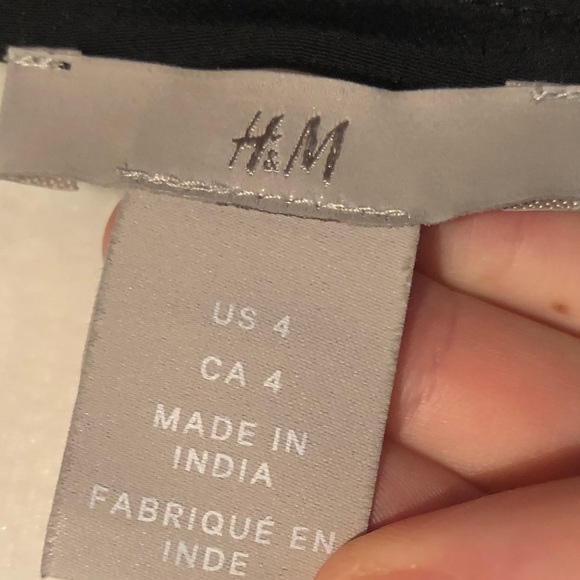 H&M
US 4
CA 4
MADE IN
INDIA
FABRIQUÉ EN
INDE